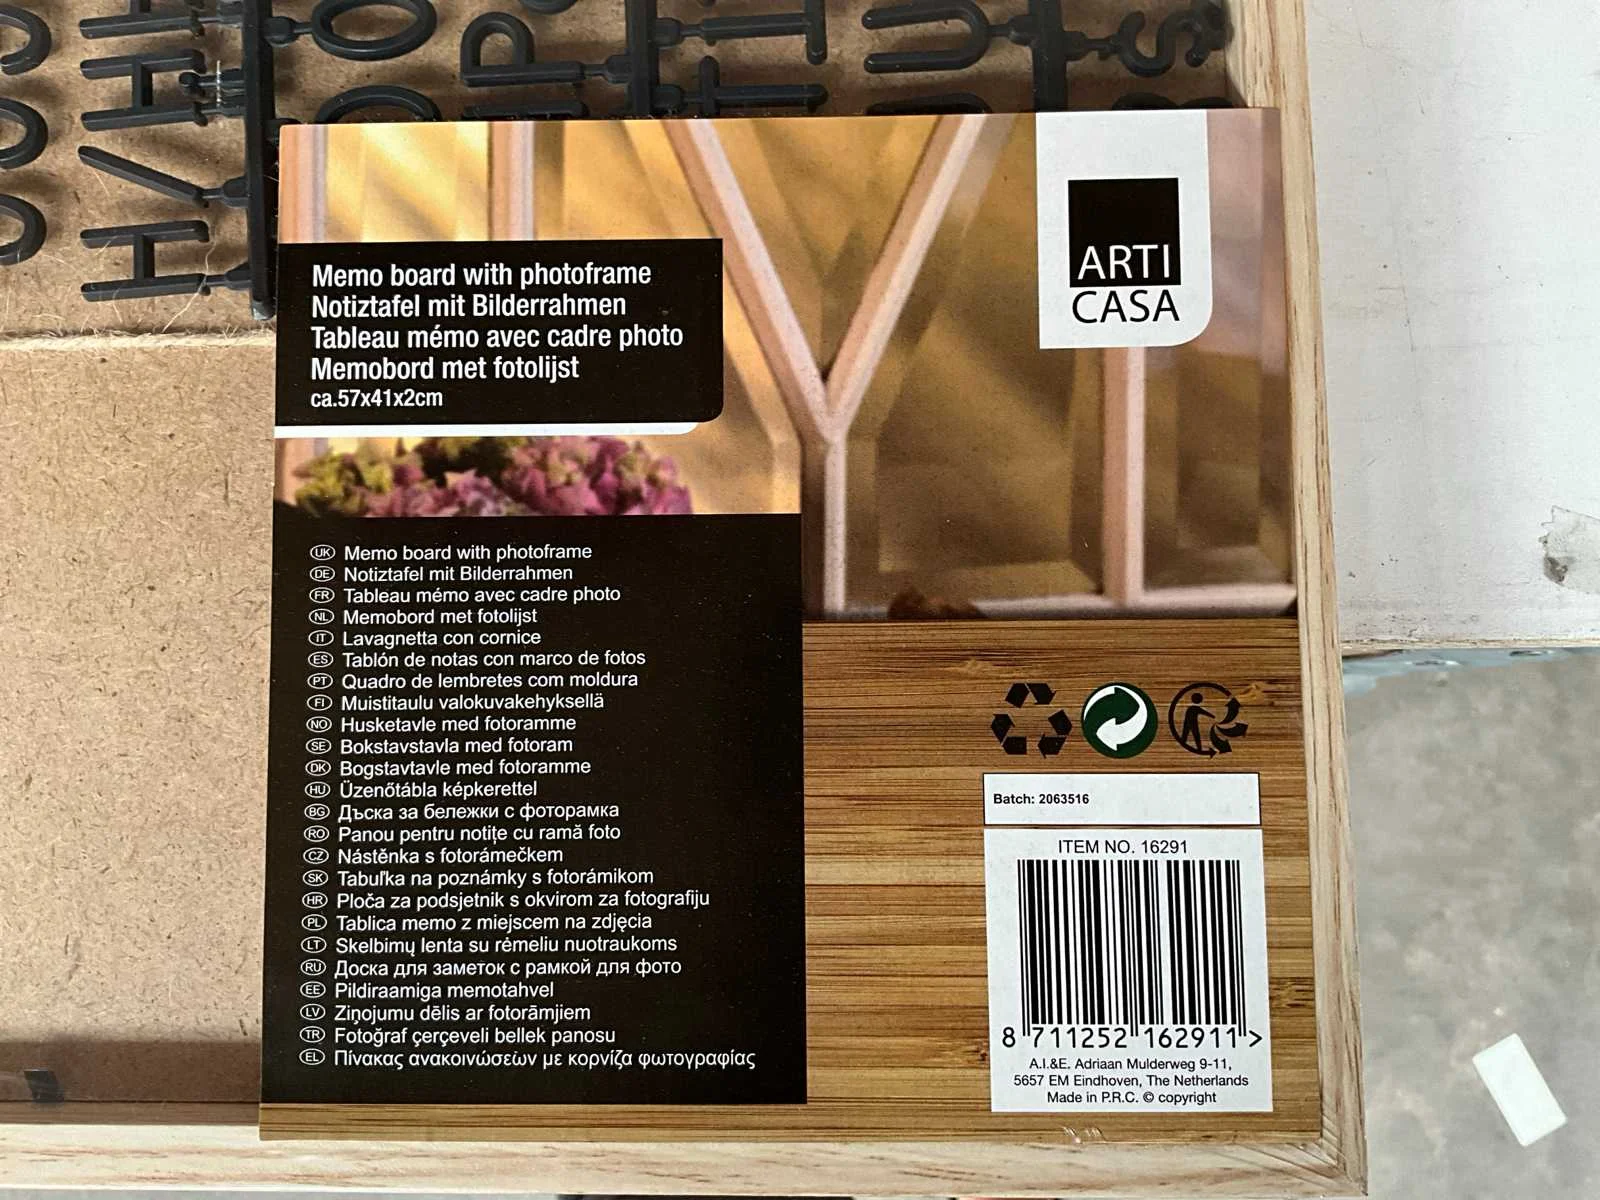 ARTI
CASA
Memo board with photoframe
Notiztafel mit Bilderrahmen
Tableau mémo avec cadre photo
Memobord met fotolijst
ca.57x41x2cm
UK Memo board with photoframe
DE Notiztafel mit Bilderrahmen
FR Tableau mémo avec cadre photo
NL Memobord met fotolijst
IT Lavagnetta con cornice
ES Tablón de notas con marco de fotos
PT Quadro de lembretes com moldura
FI Muistitaulu valokuvakehyksellä
NO Husketavle med fotoramme
SE Bokstavstavla med fotoram
DK Bogstavtavle med fotoramme
HU Üzenőtábla képkerettel
BG Дъска за бележки с фоторамка
RO Panou pentru notițe cu ramă foto
CZ Nástěnka s fotorámečkem
SK Tabuľka na poznámky s fotorámikom
HR Ploča za podsjetnik s okvirom za fotografiju
PL Tablica memo z miejscem na zdjęcia
LT Skelbimų lenta su rėmeliu nuotraukoms
RU Доска для заметок с рамкой для фото
EE Pildiraamiga memotahvel
LV Ziņojumu dēlis ar fotorāmjiem
TR Fotoğraf çerçeveli bellek panosu
EL Πίνακας ανακοινώσεων με κορνίζα φωτογραφίας
Batch: 2063516
ITEM NO. 16291
8 711252 162911 >
A.I.&E. Adriaan Mulderweg 9-11,
5657 EM Eindhoven, The Netherlands
Made in P.R.C. © copyright